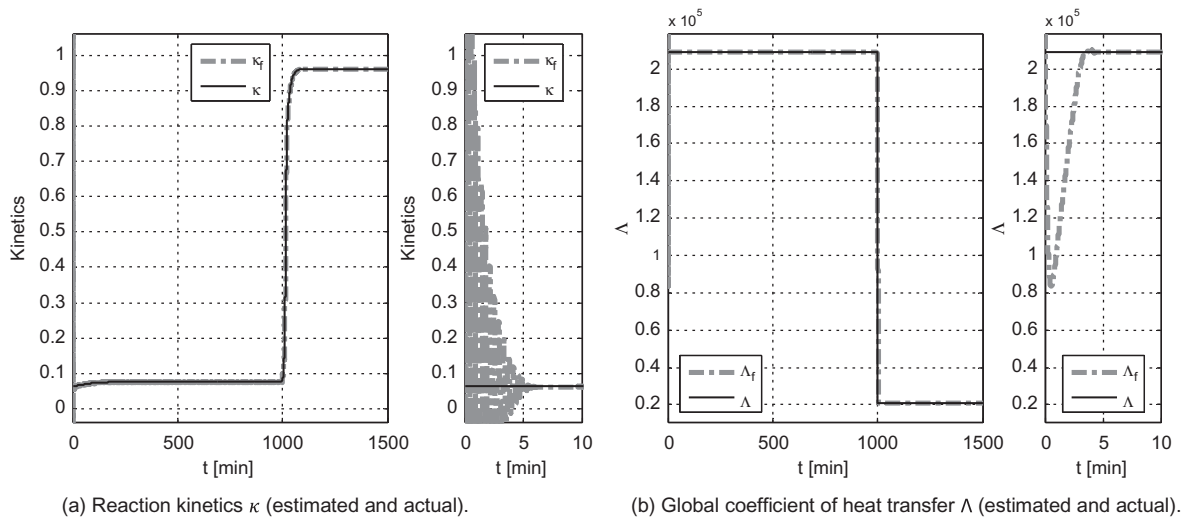 κf
κ
1
0.9
0.8
0.7
0.6
0.5
0.4
0.3
0.2
0.1
0
Kinetics
0
500
1000
1500
t [min]
κf
κ
1
0.9
0.8
0.7
0.6
0.5
0.4
0.3
0.2
0.1
0
Kinetics
0
5
10
t [min]
(a) Reaction kinetics κ (estimated and actual).
x 10⁵
2
1.8
1.6
1.4
1.2
1
0.8
0.6
0.4
0.2
Λ
Λf
Λ
0
500
1000
1500
t [min]
x 10⁵
2
1.8
1.6
1.4
1.2
1
0.8
0.6
0.4
0.2
Λ
Λf
Λ
0
5
10
t [min]
(b) Global coefficient of heat transfer Λ (estimated and actual).